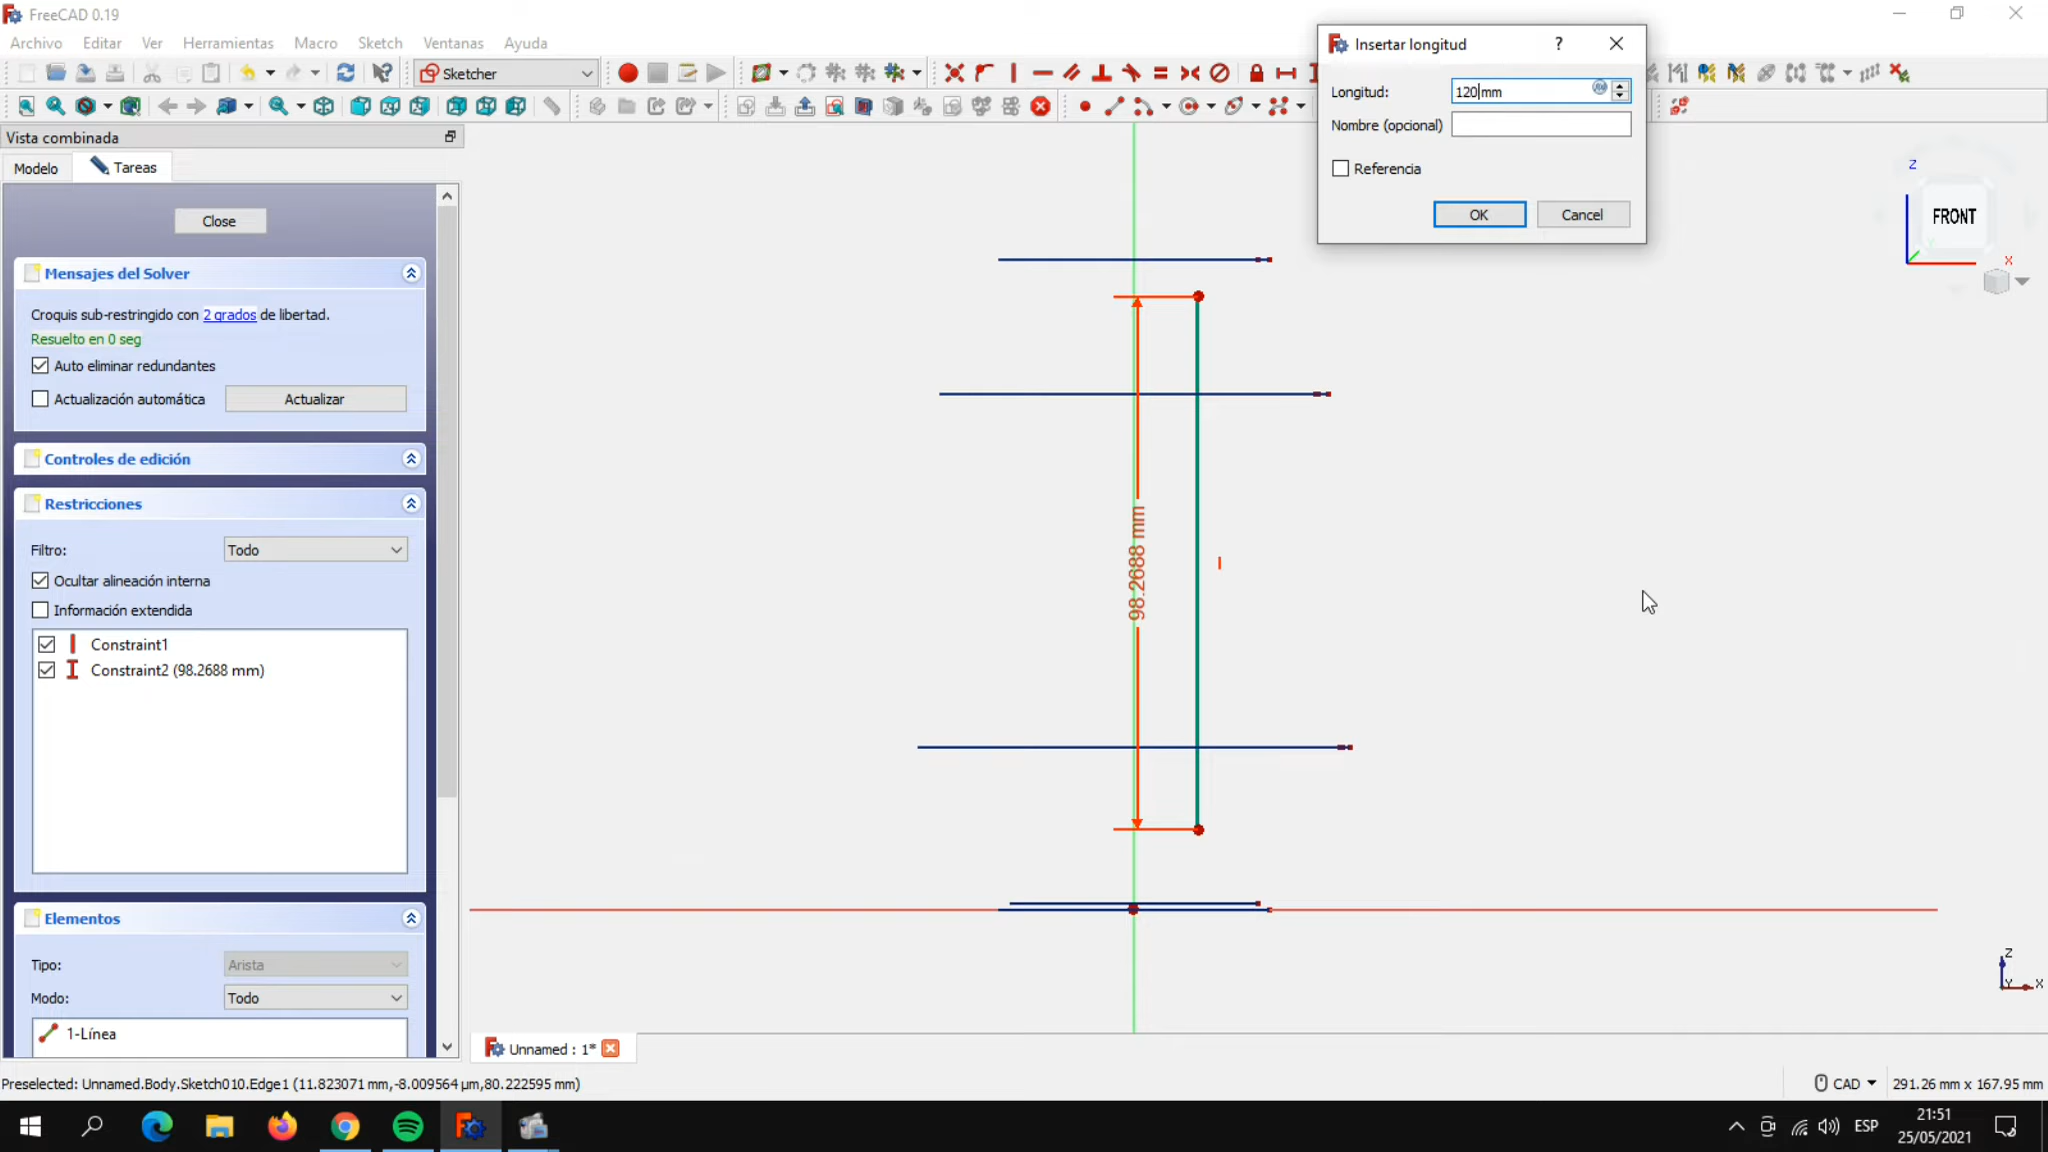 FreeCAD 0.19
Archivo Editar Ver Herramientas Macro Sketch Ventanas Ayuda
Sketcher
Insertar longitud ?
Longitud: 120mm
Nombre (opcional)
Referencia
OK Cancel
Vista combinada
Modelo Tareas
Close
Mensajes del Solver
Croquis sub-restringido con 2 grados de libertad.
Resuelto en 0 seg
Auto eliminar redundantes
Actualización automática Actualizar
Controles de edición
Restricciones
Filtro: Todo
Ocultar alineación interna
Información extendida
Constraint1
Constraint2 (98.2688 mm)
Elementos
Tipo: Arista
Modo: Todo
1-Línea
98.2688 mm
Z
FRONT
X
Z
Y X
Unnamed : 1*
Preselected: Unnamed.Body.Sketch010.Edge1 (11.823071 mm,-8.009564 µm,80.222595 mm)
CAD 291.26 mm x 167.95 mm
ESP
21:51
25/05/2021